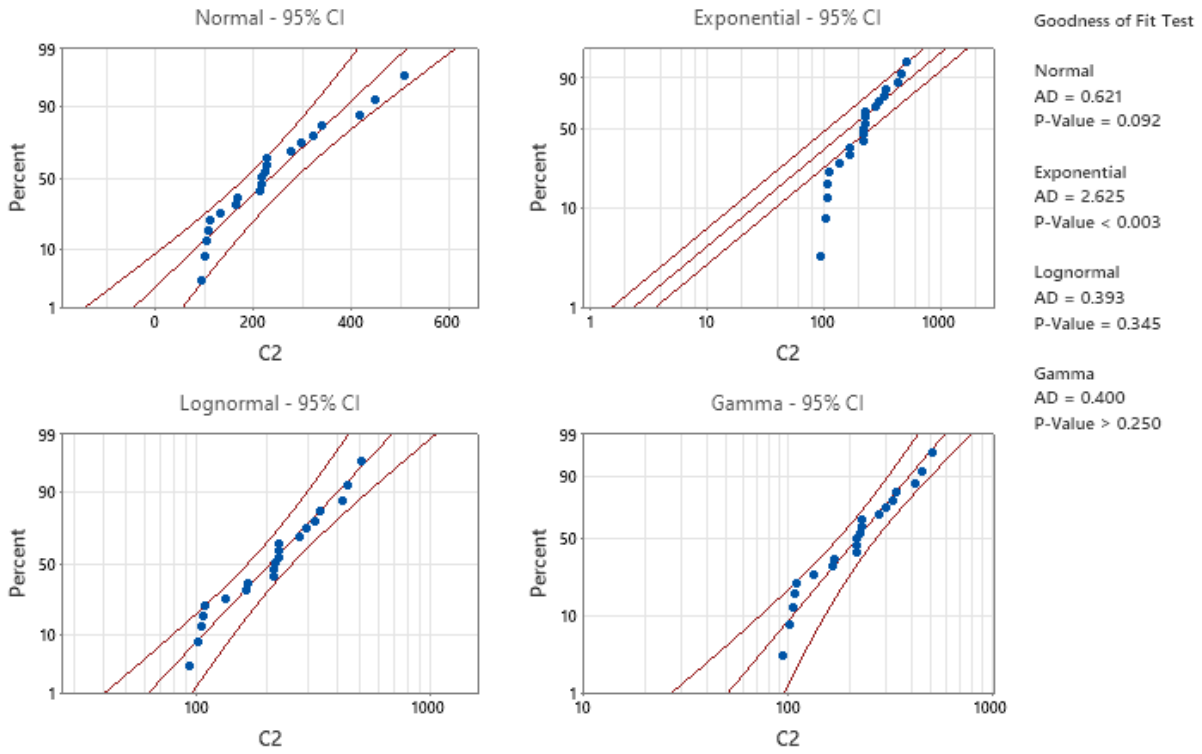 Normal - 95% CI
99
90
50
10
1
Percent
0 200 400 600
C2
Exponential - 95% CI
90
50
10
1
Percent
1 10 100 1000
C2
Goodness of Fit Test
Normal
AD = 0.621
P-Value = 0.092
Exponential
AD = 2.625
P-Value < 0.003
Lognormal
AD = 0.393
P-Value = 0.345
Gamma
AD = 0.400
P-Value > 0.250
Lognormal - 95% CI
99
90
50
10
1
Percent
100 1000
C2
Gamma - 95% CI
99
90
50
10
1
Percent
10 100 1000
C2